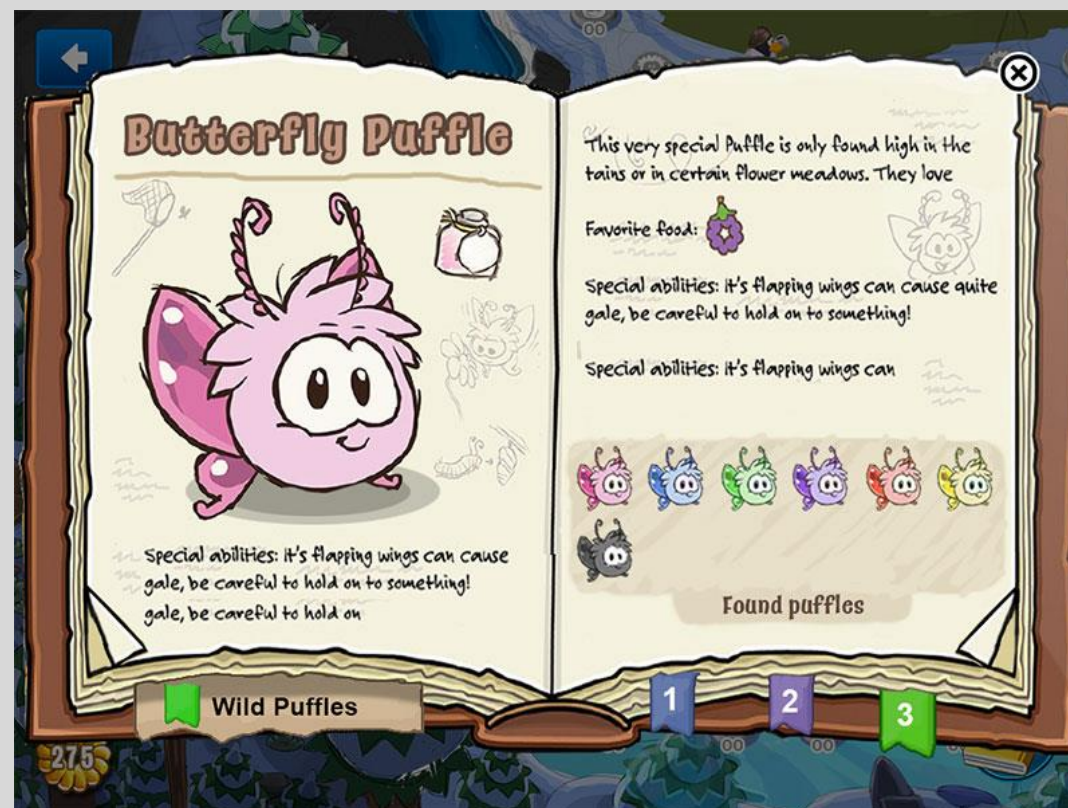 Butterfly Puffle
Special abilities: It's flapping wings can cause
gale, be careful to hold on to something!
gale, be careful to hold on
This very special Puffle is only found high in the
tains or in certain flower meadows. They love
Favorite food:
Special abilities: It's flapping wings can cause quite
gale, be careful to hold on to something!
Special abilities: It's flapping wings can
Found puffles
Wild Puffles
1
2
3
275
00
00
00